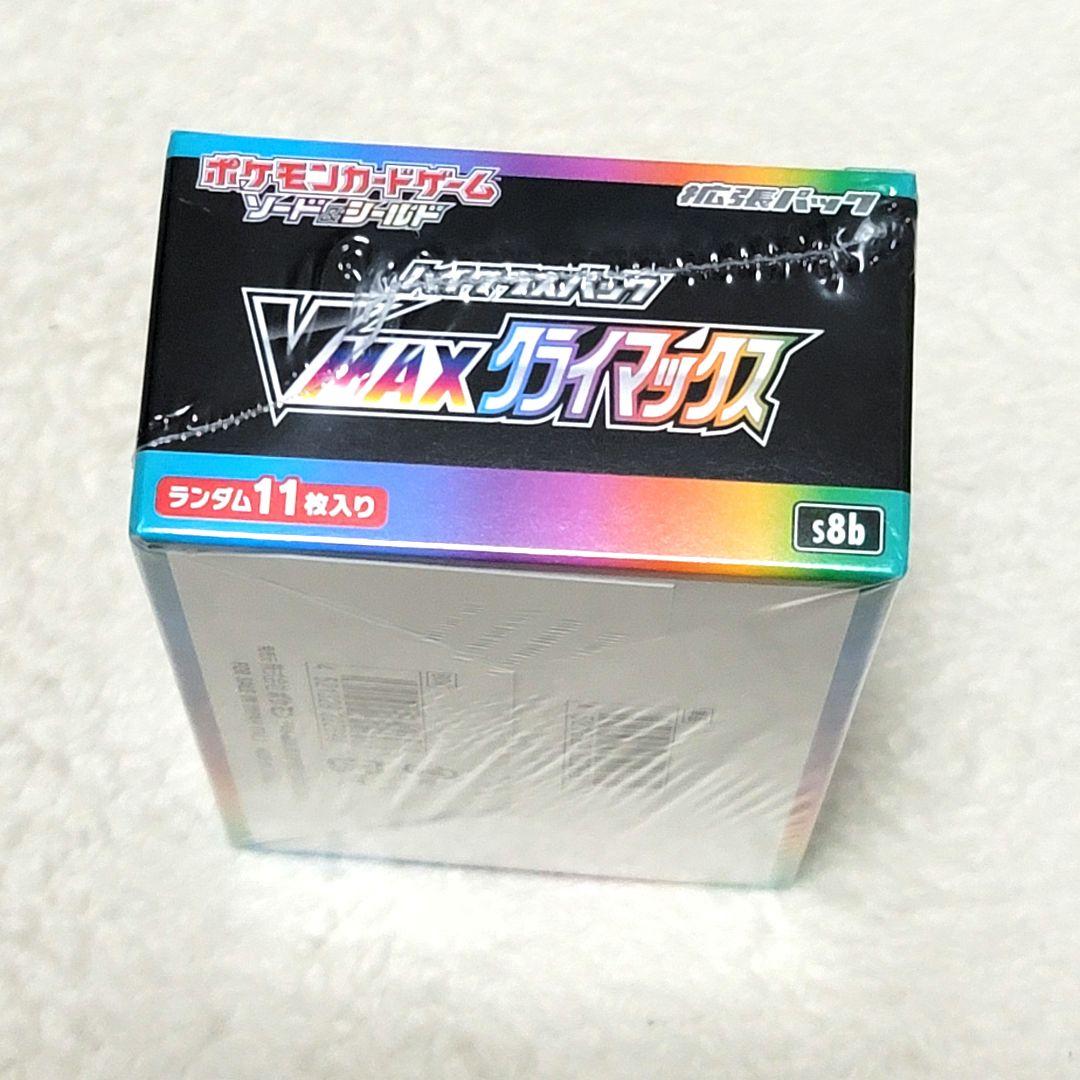 ポケモンカードゲーム
ソード&シールド
拡張パック
ハイクラスパック
VMAXクライマックス
ランダム11枚入り
s8b